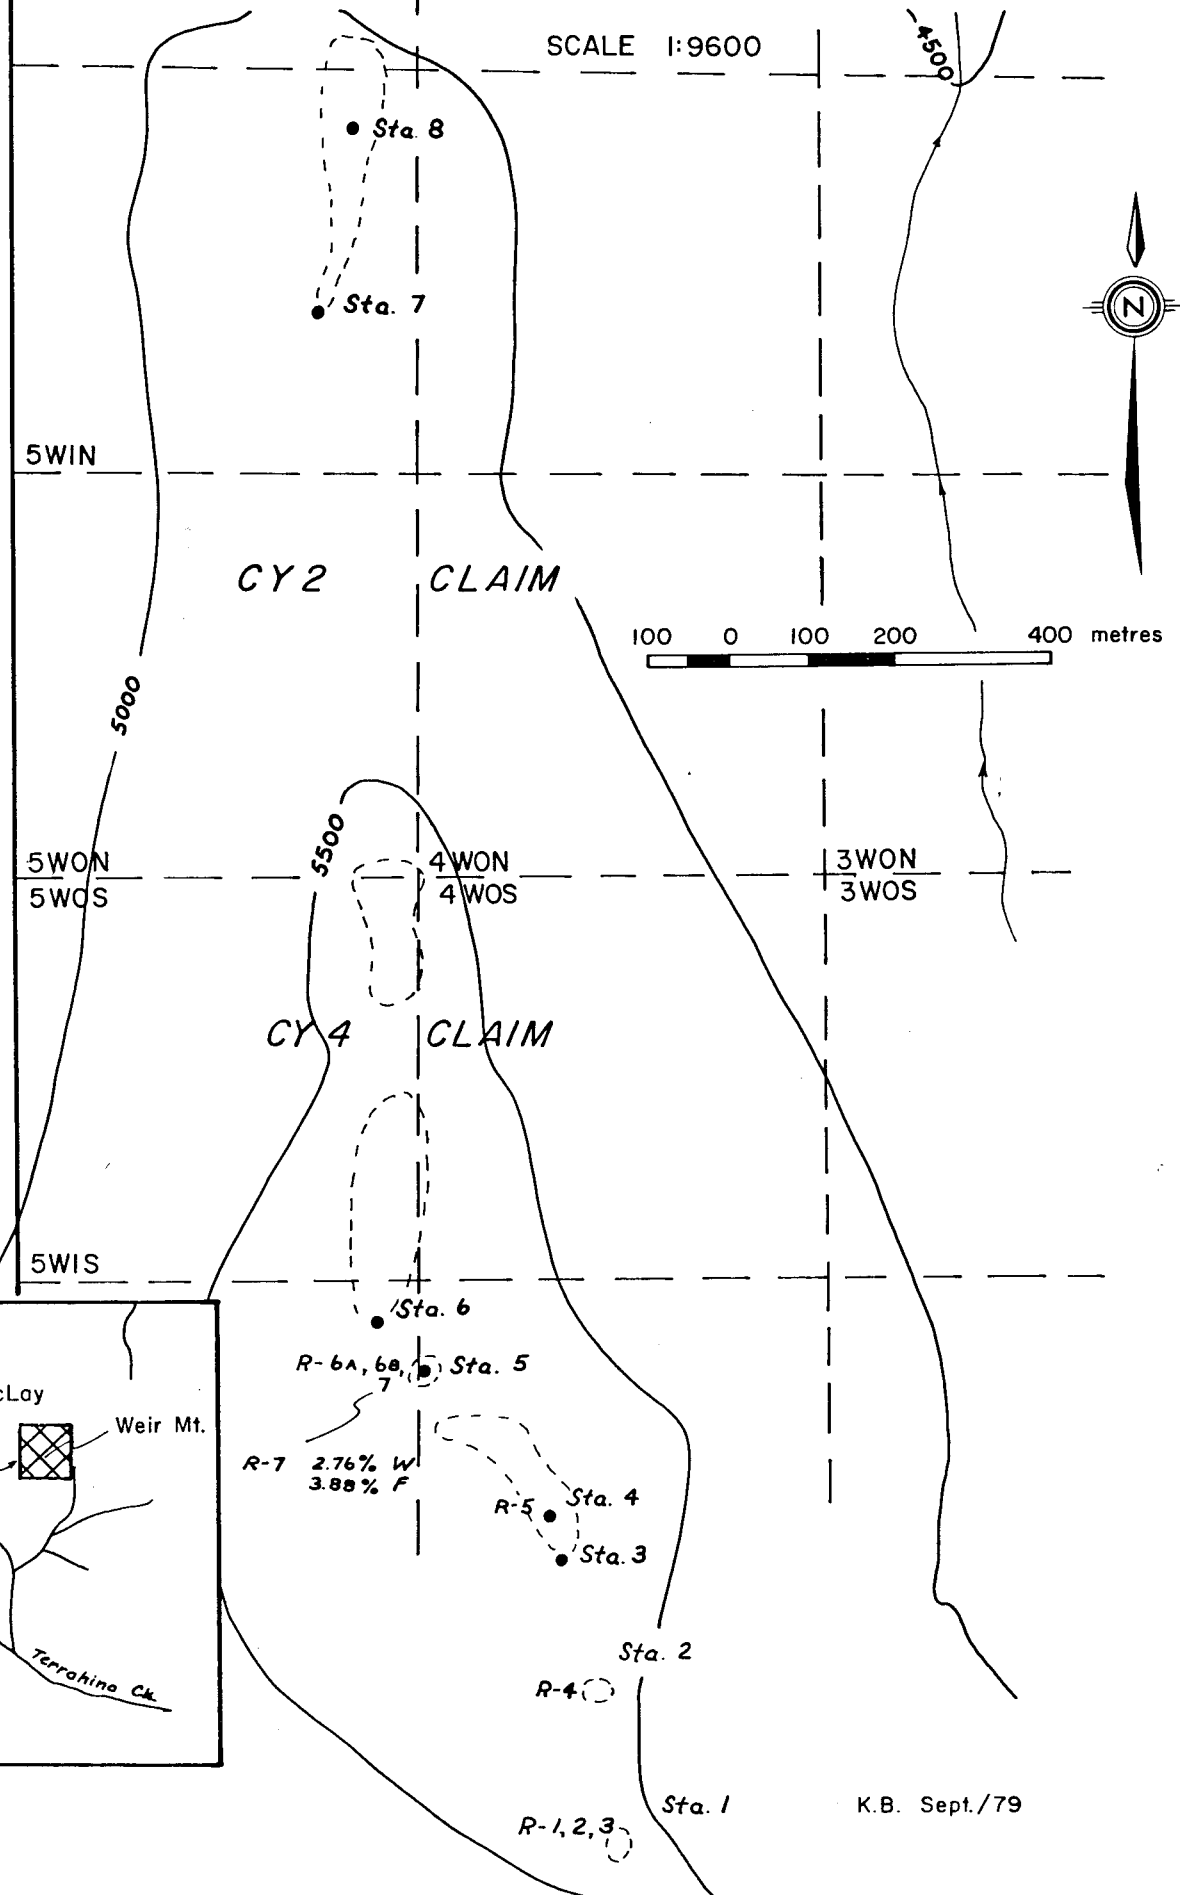 SCALE 1:9600
4500
Sta. 8
N
Sta. 7
5WIN
CY2 CLAIM
100 0 100 200 400 metres
5000
5500
5WON 4WON 3WON
5WOS 4WOS 3WOS
CY4 CLAIM
5WIS
Sta. 6
R-6A, 6B, Sta. 5
7
Weir Mt.
R-7 2.76% W
3.88% F
R-5 Sta. 4
Sta. 3
Terrahina Ck.
Sta. 2
R-4
Sta. 1
K.B. Sept./79
R-1, 2, 3